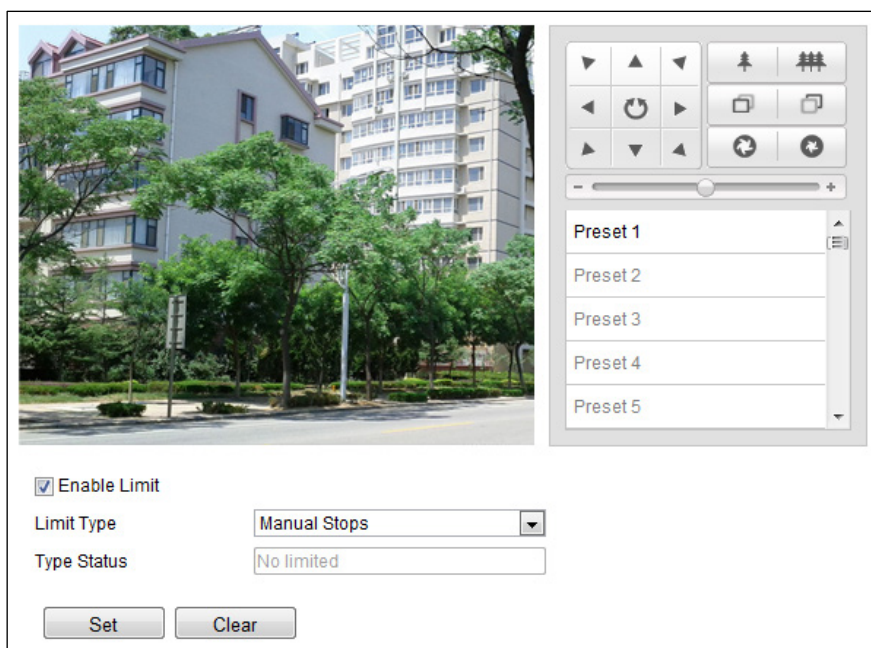 Preset 1
Preset 2
Preset 3
Preset 4
Preset 5
Enable Limit
Limit Type
Manual Stops
Type Status
No limited
Set
Clear